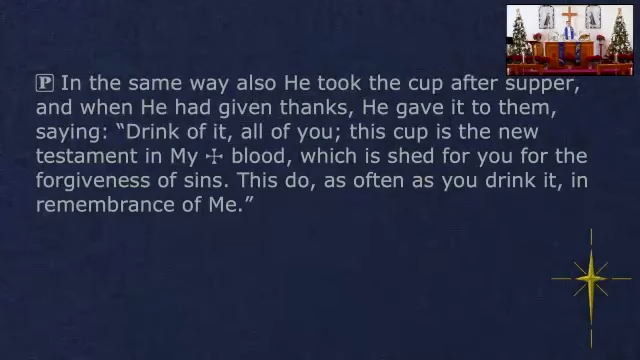 🄿 In the same way also He took the cup after supper,
and when He had given thanks, He gave it to them,
saying: “Drink of it, all of you; this cup is the new
testament in My ☩ blood, which is shed for you for the
forgiveness of sins. This do, as often as you drink it, in
remembrance of Me.”